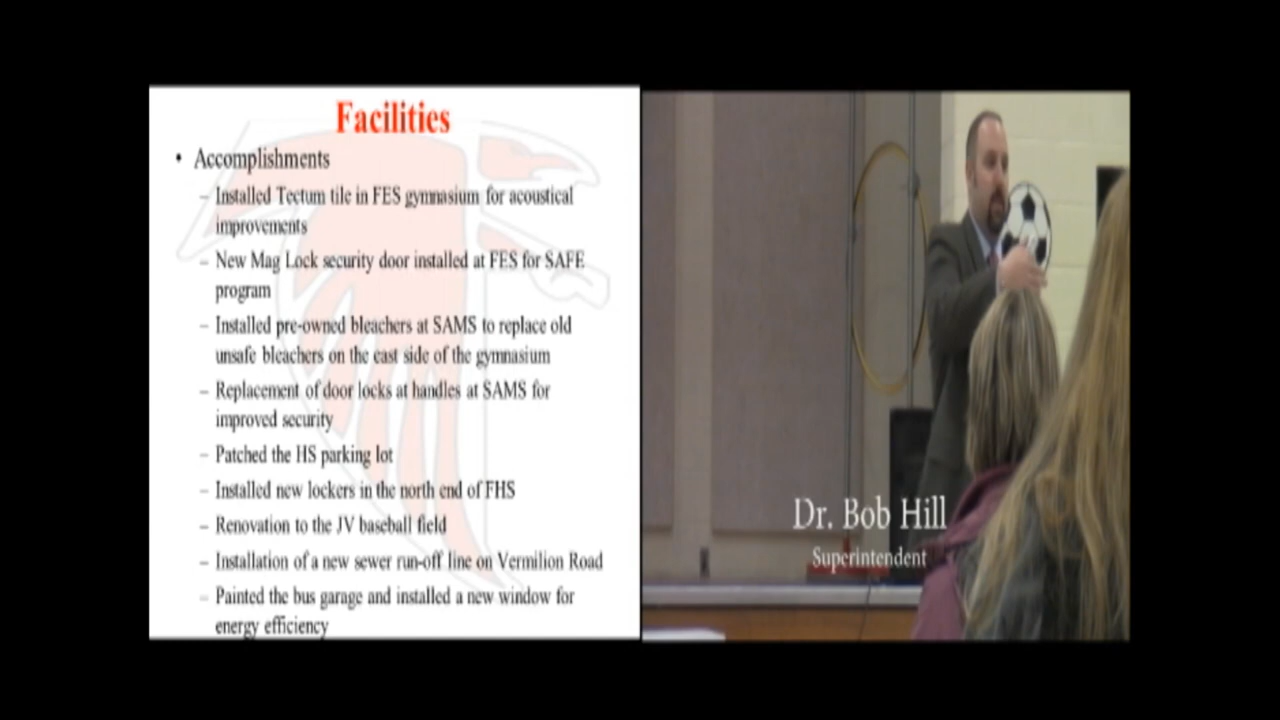 Facilities
• Accomplishments
– Installed Tectum tile in FES gymnasium for acoustical
improvements
– New Mag Lock security door installed at FES for SAFE
program
– Installed pre-owned bleachers at SAMS to replace old
unsafe bleachers on the east side of the gymnasium
– Replacement of door locks at handles at SAMS for
improved security
– Patched the HS parking lot
– Installed new lockers in the north end of FHS
– Renovation to the JV baseball field
– Installation of a new sewer run-off line on Vermilion Road
– Painted the bus garage and installed a new window for
energy efficiency
Dr. Bob Hill
Superintendent